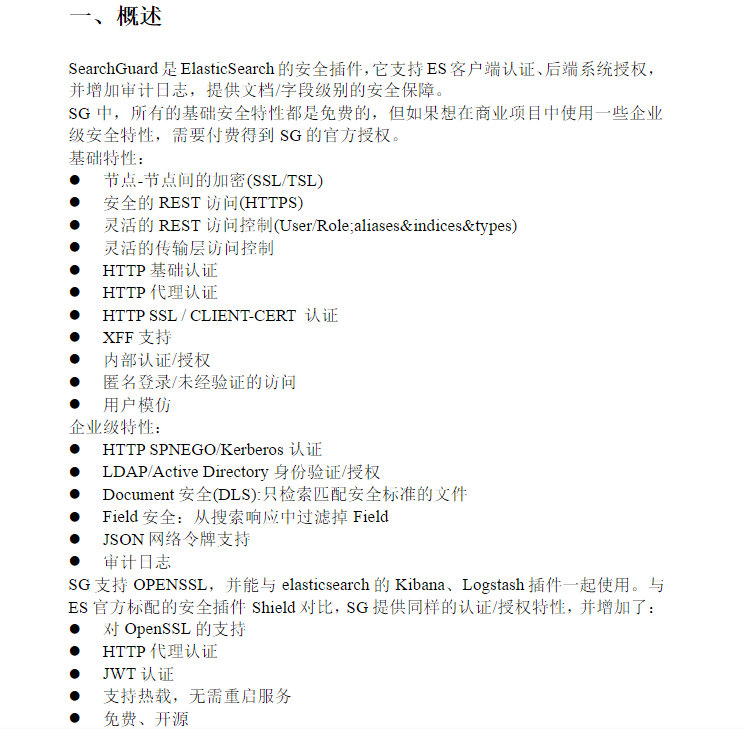 一、概述
SearchGuard 是 ElasticSearch 的安全插件，它支持 ES 客户端认证、后端系统授权，
并增加审计日志，提供文档/字段级别的安全保障。
SG 中，所有的基础安全特性都是免费的，但如果想在商业项目中使用一些企业
级安全特性，需要付费得到 SG 的官方授权。
基础特性：
● 节点-节点间的加密(SSL/TSL)
● 安全的 REST 访问(HTTPS)
● 灵活的 REST 访问控制(User/Role;aliases&indices&types)
● 灵活的传输层访问控制
● HTTP 基础认证
● HTTP 代理认证
● HTTP SSL / CLIENT-CERT 认证
● XFF 支持
● 内部认证/授权
● 匿名登录/未经验证的访问
● 用户模仿
企业级特性：
● HTTP SPNEGO/Kerberos 认证
● LDAP/Active Directory 身份验证/授权
● Document 安全(DLS):只检索匹配安全标准的文件
● Field 安全：从搜索响应中过滤掉 Field
● JSON 网络令牌支持
● 审计日志
SG 支持 OPENSSL，并能与 elasticsearch 的 Kibana、Logstash 插件一起使用。与
ES 官方标配的安全插件 Shield 对比，SG 提供同样的认证/授权特性，并增加了：
● 对 OpenSSL 的支持
● HTTP 代理认证
● JWT 认证
● 支持热载，无需重启服务
● 免费、开源